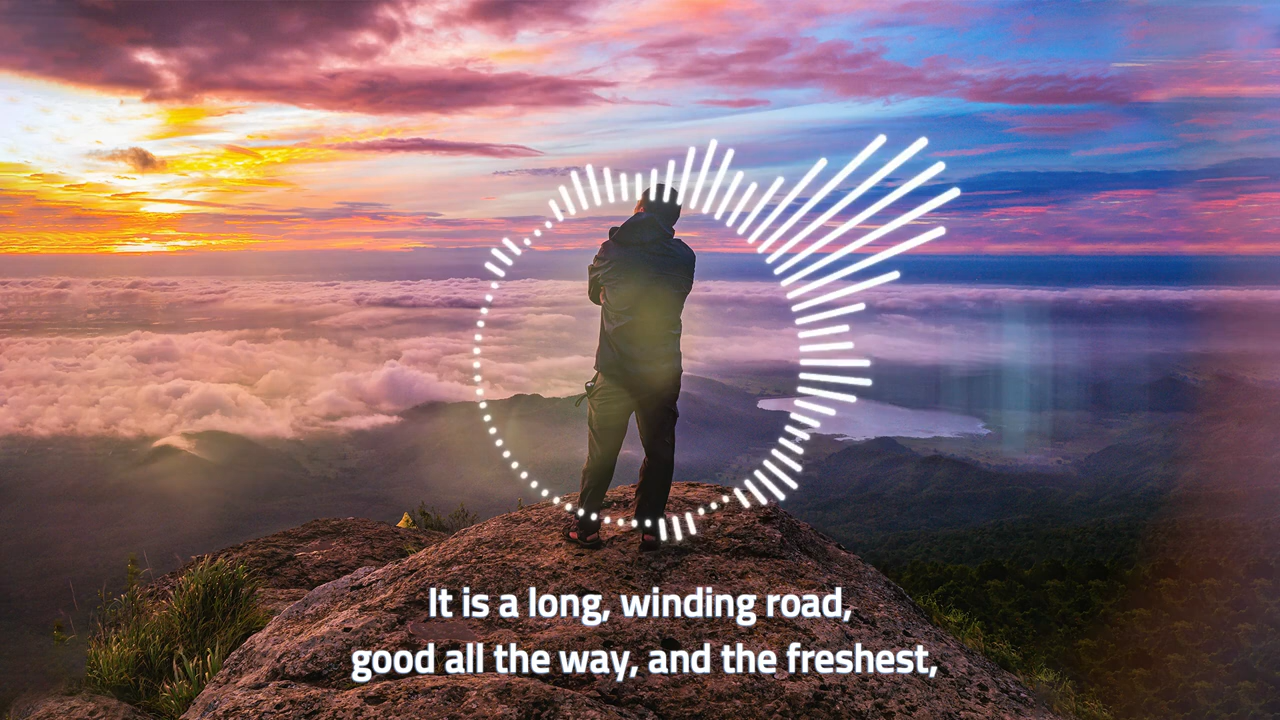 It is a long, winding road,
good all the way, and the freshest,